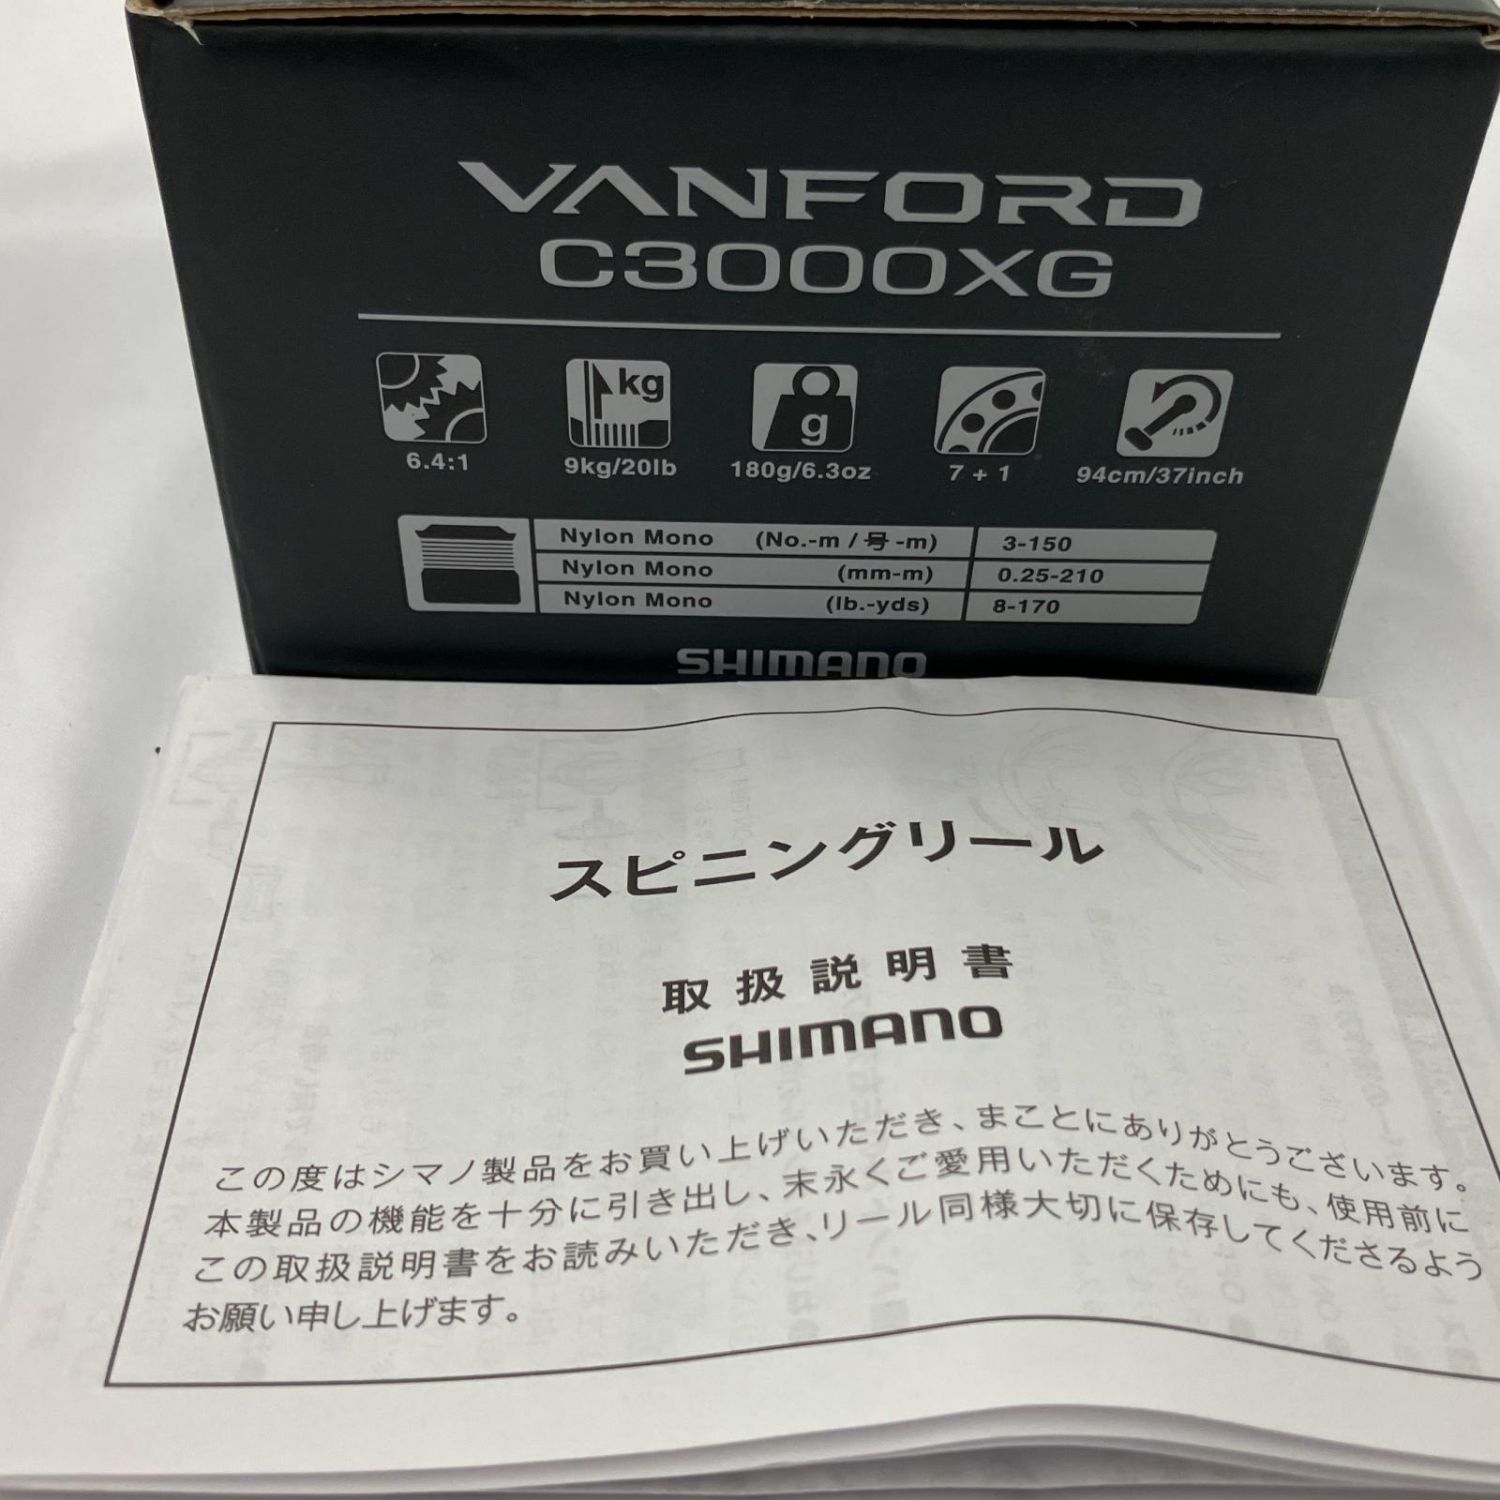 VANFORD
C3000XG
kg
g
6.4:1
9kg/20lb
180g/6.3oz
7 + 1
94cm/37inch
Nylon Mono (No.-m / 号 -m) 3-150
Nylon Mono (mm-m) 0.25-210
Nylon Mono (lb.-yds) 8-170
SHIMANO
スピニングリール
取扱説明書
SHIMANO
この度はシマノ製品をお買い上げいただき、まことにありがとうございます。
本製品の機能を十分に引き出し、末永くご愛用いただくためにも、使用前に
この取扱説明書をお読みいただき、リール同様大切に保存してくださるよう
お願い申し上げます。